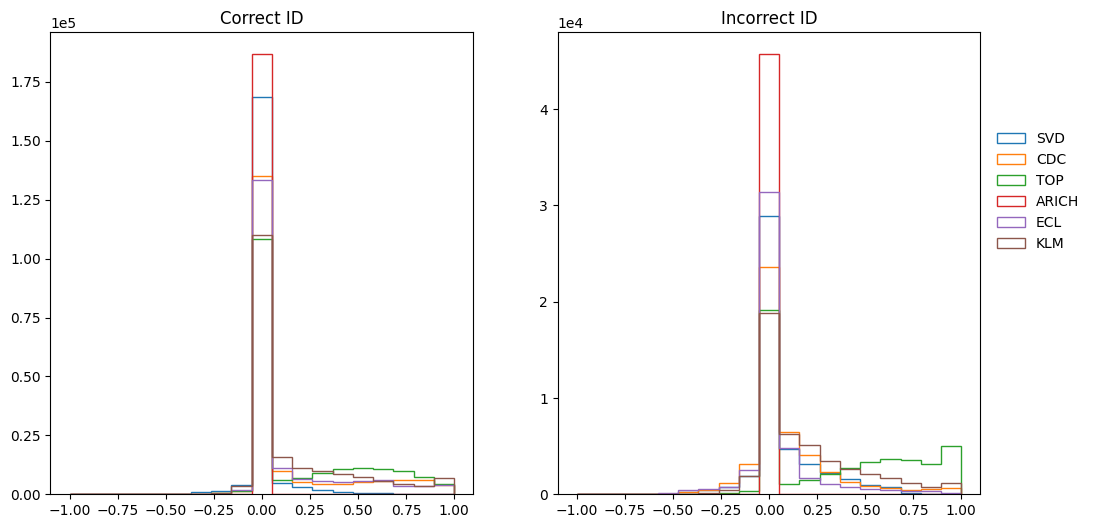 Correct ID
Incorrect ID
1e5
1e4
1.75
1.50
1.25
1.00
0.75
0.50
0.25
0.00
−1.00 −0.75 −0.50 −0.25 0.00 0.25 0.50 0.75 1.00
4
3
2
1
0
−1.00 −0.75 −0.50 −0.25 0.00 0.25 0.50 0.75 1.00
SVD
CDC
TOP
ARICH
ECL
KLM